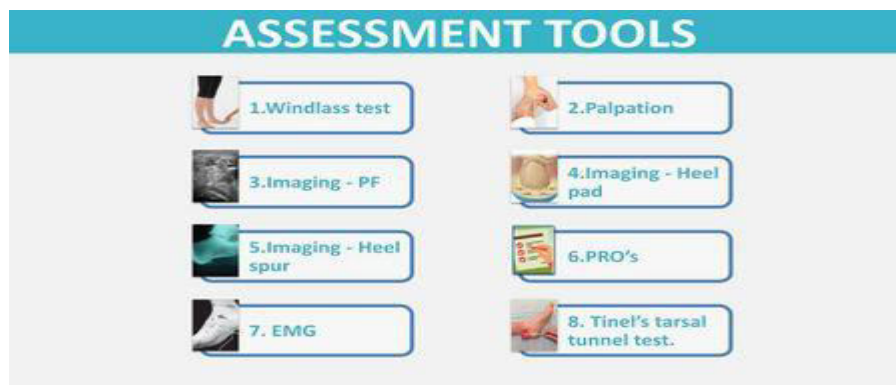 ASSESSMENT TOOLS
1.Windlass test
2.Palpation
3.Imaging - PF
4.Imaging - Heel
pad
5.Imaging - Heel
spur
6.PRO's
7. EMG
8. Tinel's tarsal
tunnel test.